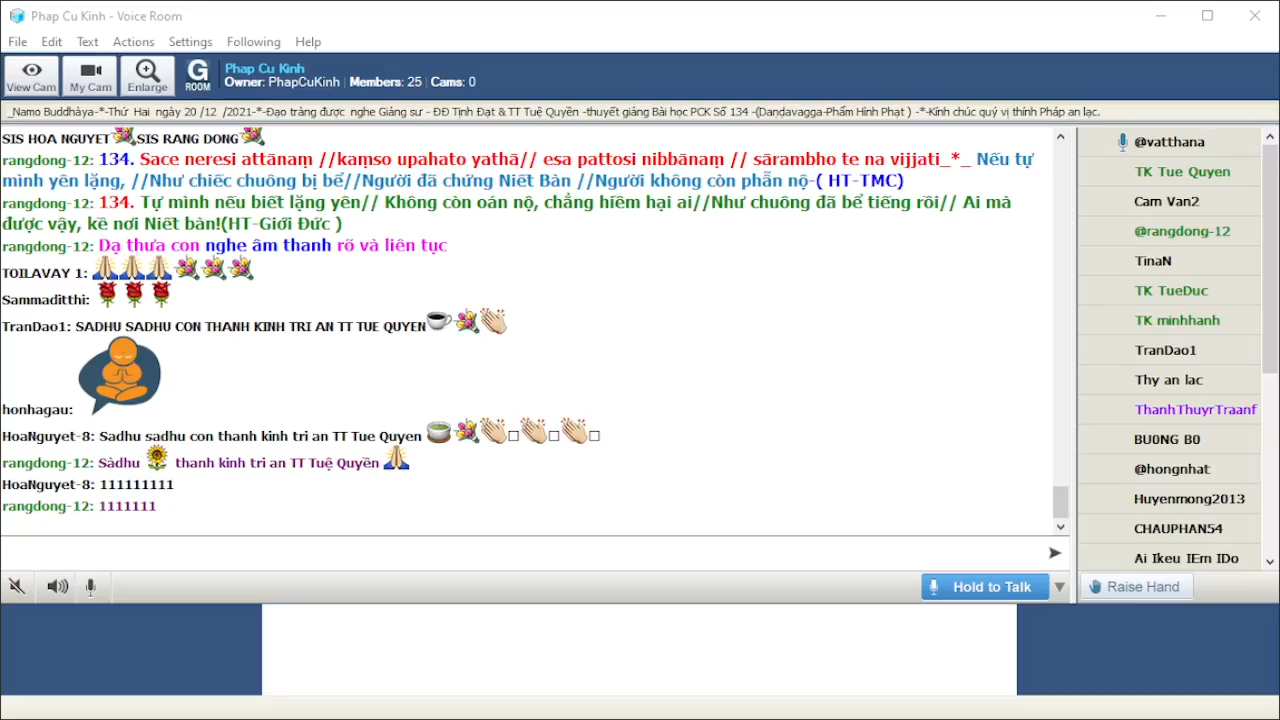 Phap Cu Kinh - Voice Room
File Edit Text Actions Settings Following Help
View Cam My Cam Enlarge G ROOM
Phap Cu Kinh
Owner: PhapCuKinh | Members: 25 | Cams: 0
_Namo Buddhàya-*-Thứ Hai ngày 20 /12 /2021-*-Đạo tràng được nghe Giảng sư - ĐĐ Tịnh Đạt & TT Tuệ Quyền -thuyết giảng Bài học PCK Số 134 -(Daṇḍavagga-Phẩm Hình Phạt ) -*-Kính chúc quý vị thính Pháp an lạc.
SIS HOA NGUYET SIS RANG DONG
rangdong-12: 134. Sace neresi attānaṃ //kaṃso upahato yathā// esa pattosi nibbānaṃ // sārambho te na vijjati_*_ Nếu tự
mình yên lặng, //Như chiếc chuông bị bể//Người đã chứng Niết Bàn //Người không còn phẫn nộ-( HT-TMC)
rangdong-12: 134. Tự mình nếu biết lặng yên// Không còn oán nộ, chẳng hiềm hại ai//Như chuông đã bể tiếng rồi// Ai mà
được vậy, kề nơi Niết bàn!(HT-Giới Đức )
rangdong-12: Dạ thưa con nghe âm thanh rõ và liên tục
TOILAVAY 1:
Sammaditthi:
TranDao1: SADHU SADHU CON THANH KINH TRI AN TT TUE QUYEN
honhagau:
HoaNguyet-8: Sadhu sadhu con thanh kinh tri an TT Tue Quyen
rangdong-12: Sàdhu thanh kinh tri an TT Tuệ Quyền
HoaNguyet-8: 111111111
rangdong-12: 1111111
Hold to Talk
@vatthana
TK Tue Quyen
Cam Van2
@rangdong-12
TinaN
TK TueDuc
TK minhhanh
TranDao1
Thy an lac
ThanhThuyrTraanf
BU0NG B0
@hongnhat
Huyenmong2013
CHAUPHAN54
Ai Ikeu IEm IDo
Raise Hand